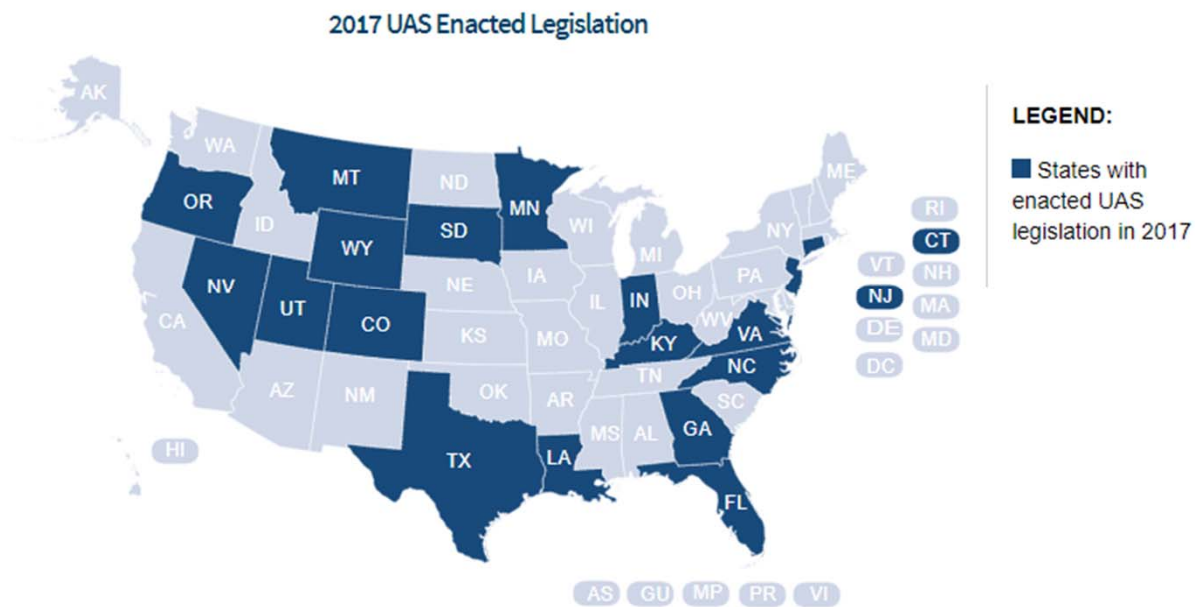 2017 UAS Enacted Legislation
AK
WA
MT
ND
MN
ME
OR
ID
WY
SD
WI
MI
NY
RI
CT
VT
NH
NJ
MA
DE
MD
DC
NV
UT
CO
NE
IA
IL
IN
OH
PA
WV
VA
CA
KS
MO
KY
NC
AZ
NM
OK
AR
TN
SC
HI
TX
LA
MS
AL
GA
FL
AS
GU
MP
PR
VI
LEGEND:
States with
enacted UAS
legislation in 2017